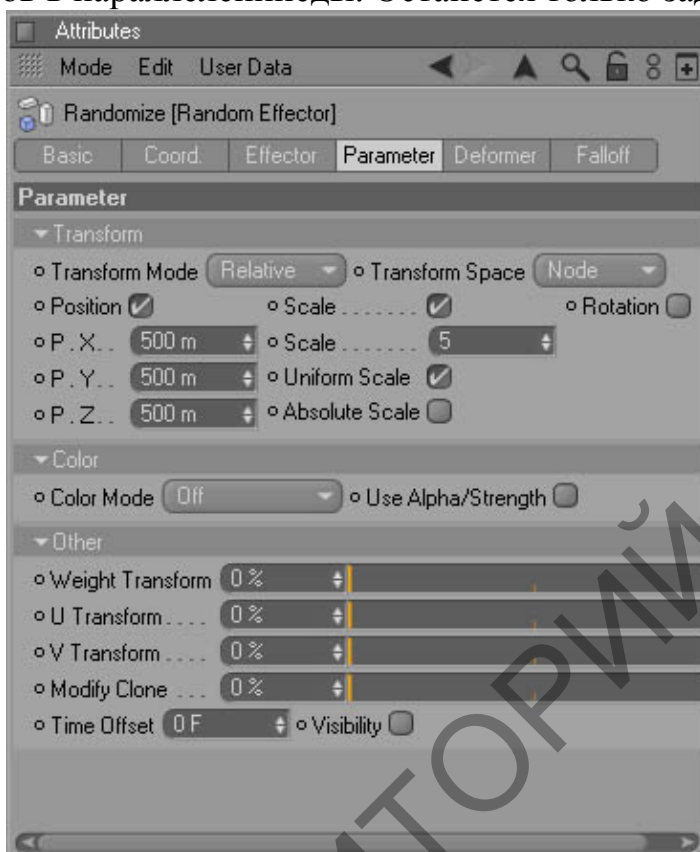 в параллелепипеды. Останется только зад
Attributes
Mode Edit User Data
Randomize [Random Effector]
Basic Coord. Effector Parameter Deformer Falloff
Parameter
Transform
Transform Mode Relative Transform Space Node
Position Scale ....... Rotation
P . X . . 500 m Scale ....... 5
P . Y . . 500 m Uniform Scale
P . Z . . 500 m Absolute Scale
Color
Color Mode Off Use Alpha/Strength
Other
Weight Transform 0 %
U Transform .... 0 %
V Transform .... 0 %
Modify Clone ... 0 %
Time Offset 0 F Visibility
ИТОРИЙ